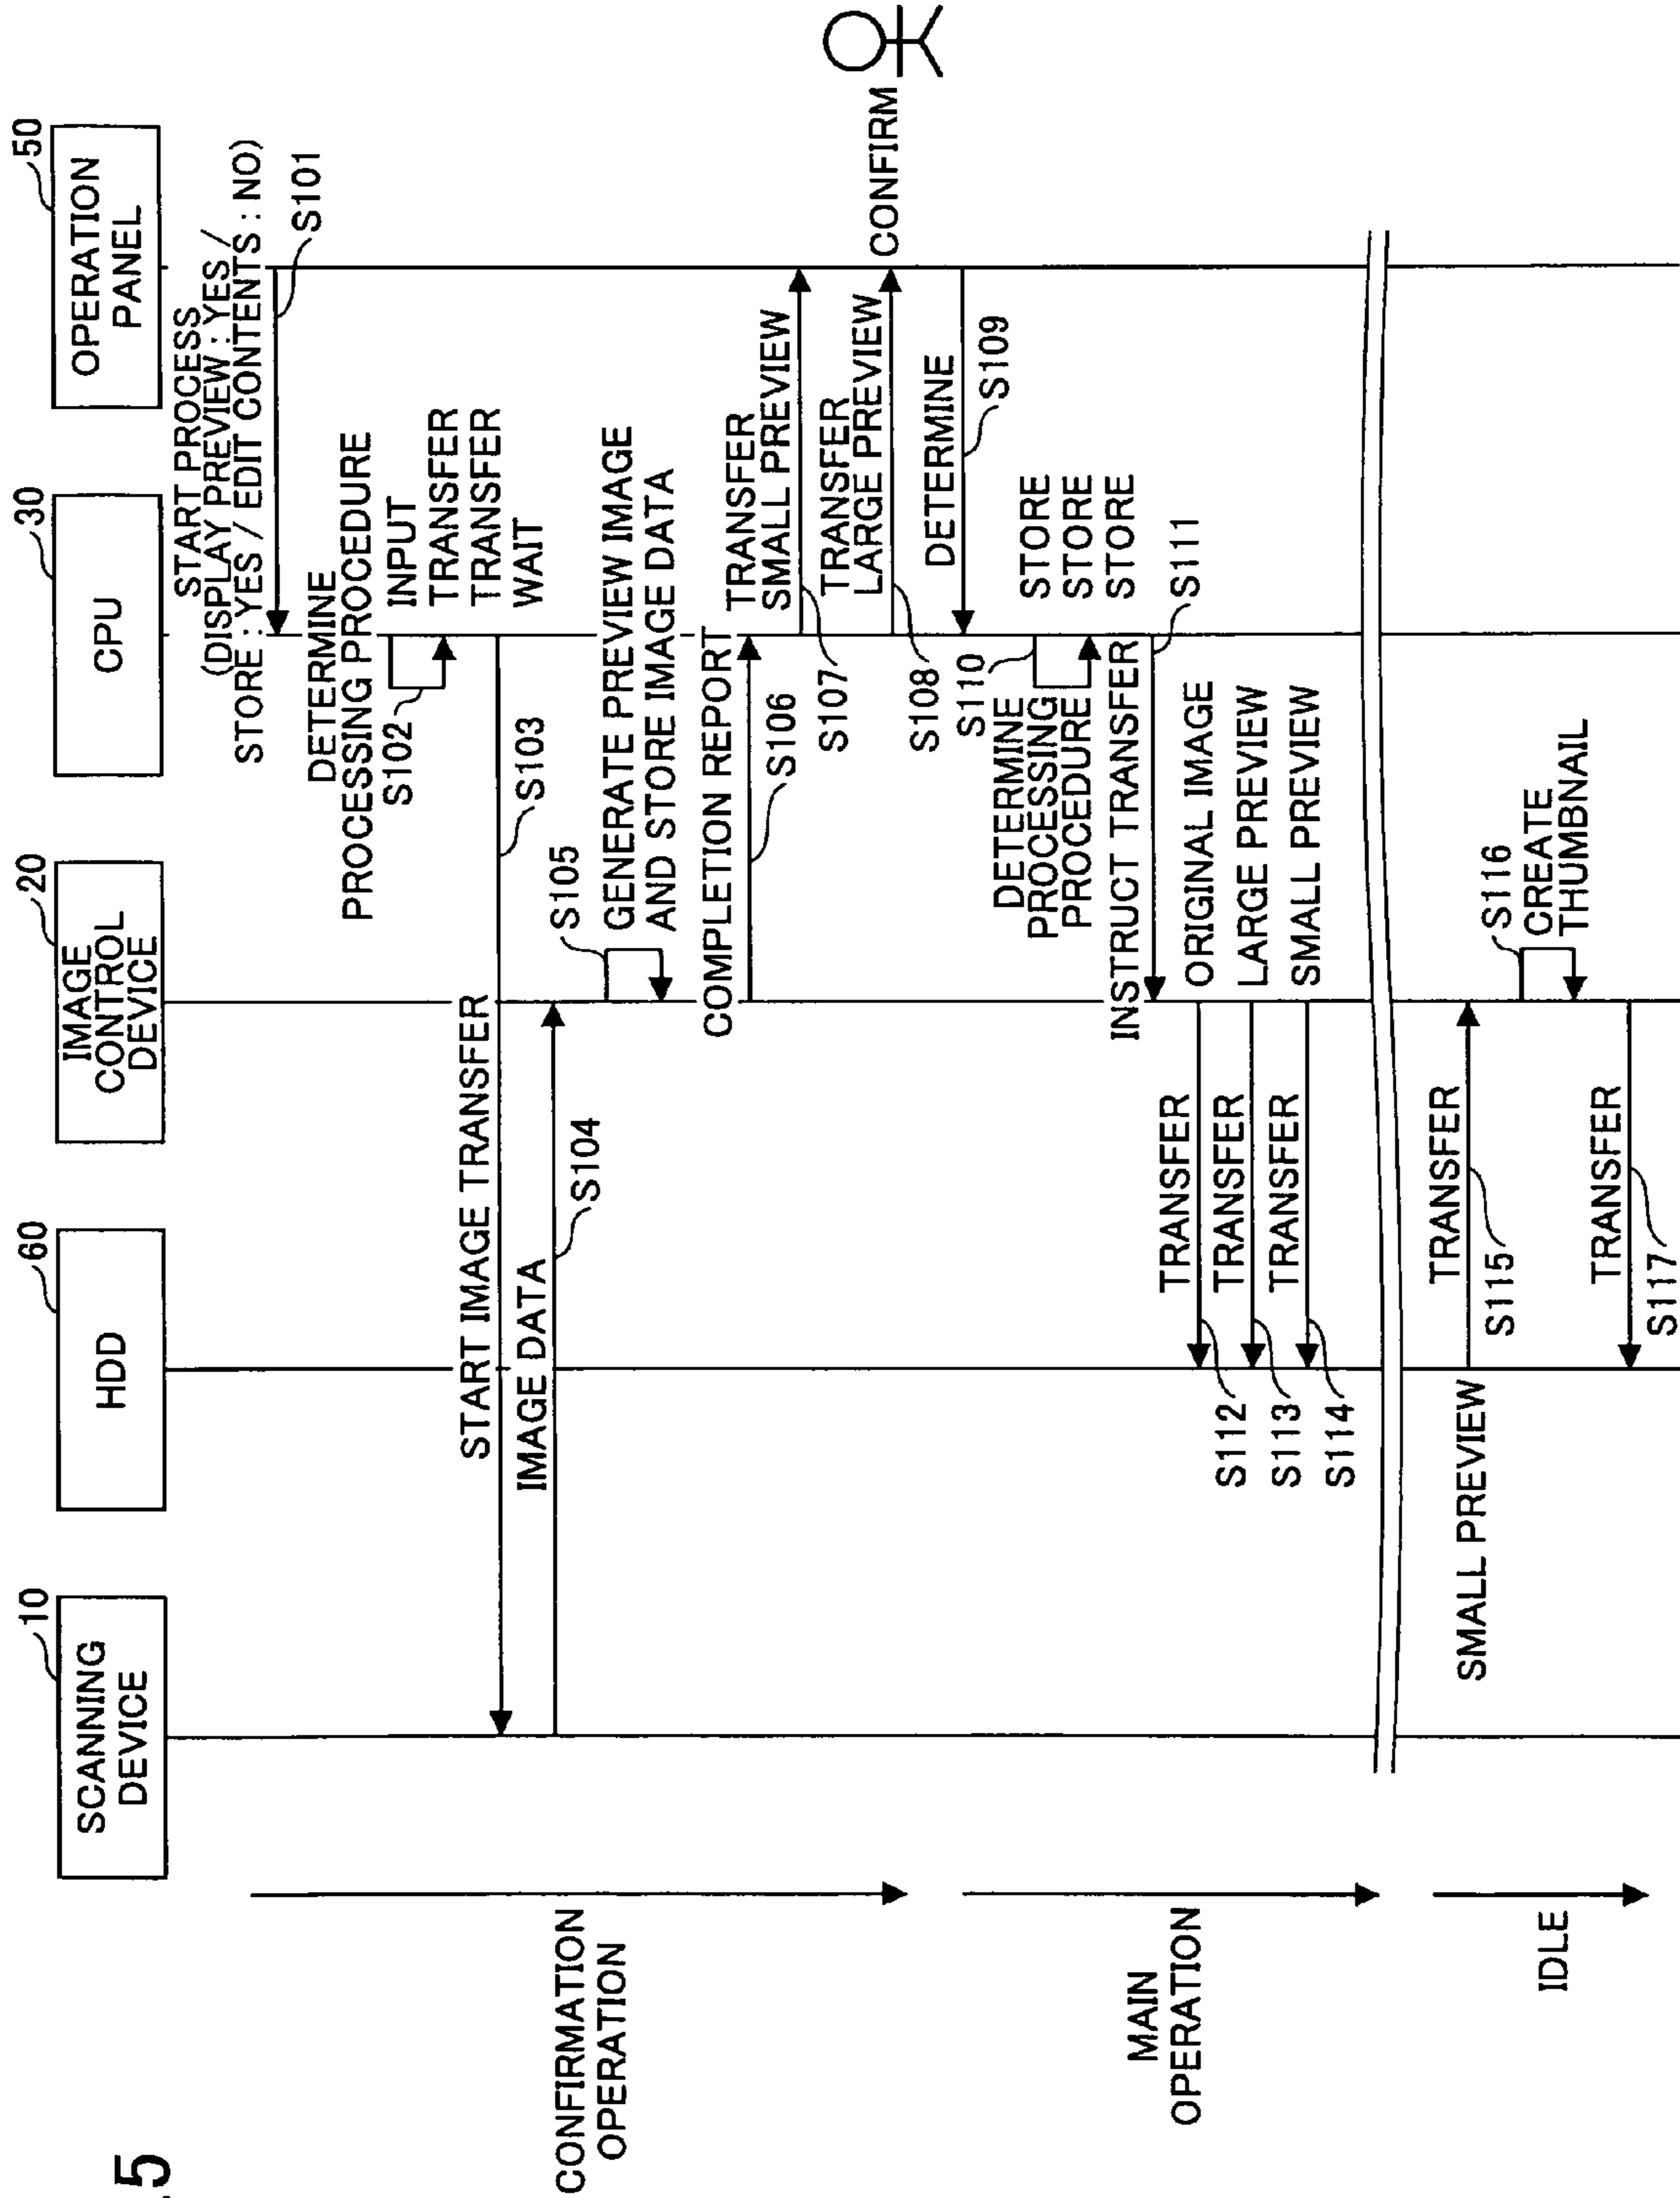 .5
SCANNING
DEVICE
10
HDD
60
IMAGE
CONTROL
DEVICE
20
CPU
30
OPERATION
PANEL
50
START PROCESS
(DISPLAY PREVIEW : YES /
STORE : YES / EDIT CONTENTS : NO)
S101
DETERMINE
PROCESSING PROCEDURE
S102
INPUT
TRANSFER
TRANSFER
WAIT
START IMAGE TRANSFER
S103
IMAGE DATA
S104
S105
GENERATE PREVIEW IMAGE
AND STORE IMAGE DATA
COMPLETION REPORT
S106
TRANSFER
SMALL PREVIEW
S107
TRANSFER
LARGE PREVIEW
S108
CONFIRM
DETERMINE
S109
S110
DETERMINE
PROCESSING
PROCEDURE
STORE
STORE
STORE
INSTRUCT TRANSFER
S111
TRANSFER
ORIGINAL IMAGE
S112
TRANSFER
LARGE PREVIEW
S113
TRANSFER
SMALL PREVIEW
S114
SMALL PREVIEW
TRANSFER
S115
S116
CREATE
THUMBNAIL
TRANSFER
S117
CONFIRMATION
OPERATION
MAIN
OPERATION
IDLE